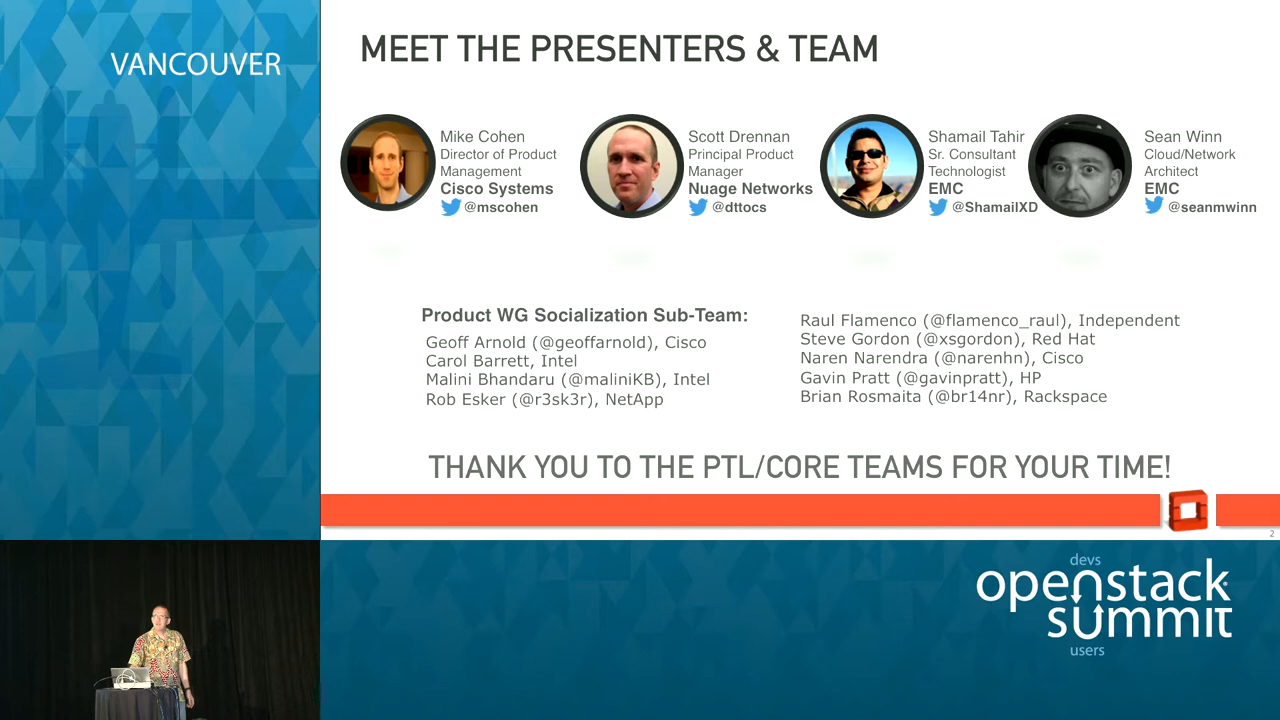 VANCOUVER
MEET THE PRESENTERS & TEAM
Mike Cohen
Director of Product
Management
Cisco Systems
@mscohen
Scott Drennan
Principal Product
Manager
Nuage Networks
@dttocs
Shamail Tahir
Sr. Consultant
Technologist
EMC
@ShamailXD
Sean Winn
Cloud/Network
Architect
EMC
@seanmwinn
Product WG Socialization Sub-Team:
Geoff Arnold (@geoffarnold), Cisco
Carol Barrett, Intel
Malini Bhandaru (@maliniKB), Intel
Rob Esker (@r3sk3r), NetApp
Raul Flamenco (@flamenco_raul), Independent
Steve Gordon (@xsgordon), Red Hat
Naren Narendra (@narenhn), Cisco
Gavin Pratt (@gavinpratt), HP
Brian Rosmaita (@br14nr), Rackspace
THANK YOU TO THE PTL/CORE TEAMS FOR YOUR TIME!
2
devs
openstack
summit
users